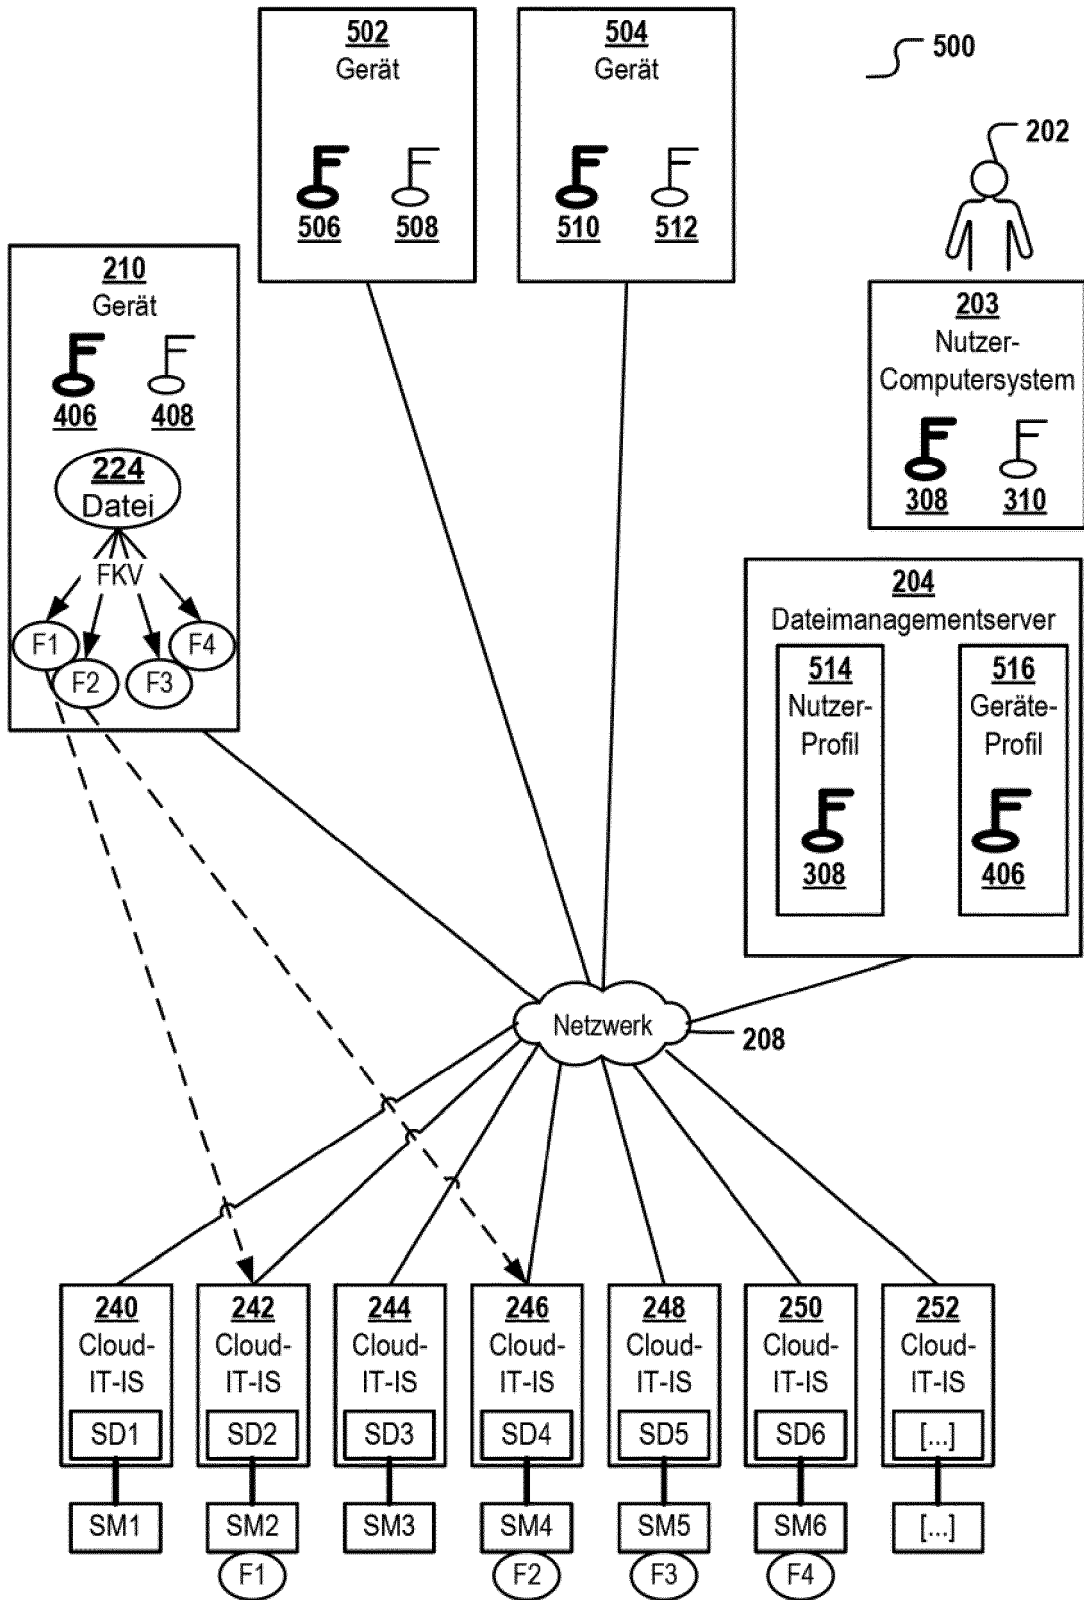 502
Gerät
506
508
504
Gerät
510
512
500
202
210
Gerät
406
408
224
Datei
FKV
F1
F2
F3
F4
203
Nutzer-
Computersystem
308
310
204
Dateimanagementserver
514
Nutzer-
Profil
308
516
Geräte-
Profil
406
Netzwerk
208
240
Cloud-
IT-IS
SD1
SM1
242
Cloud-
IT-IS
SD2
SM2
F1
244
Cloud-
IT-IS
SD3
SM3
246
Cloud-
IT-IS
SD4
SM4
F2
248
Cloud-
IT-IS
SD5
SM5
F3
250
Cloud-
IT-IS
SD6
SM6
F4
252
Cloud-
IT-IS
[...]
[...]